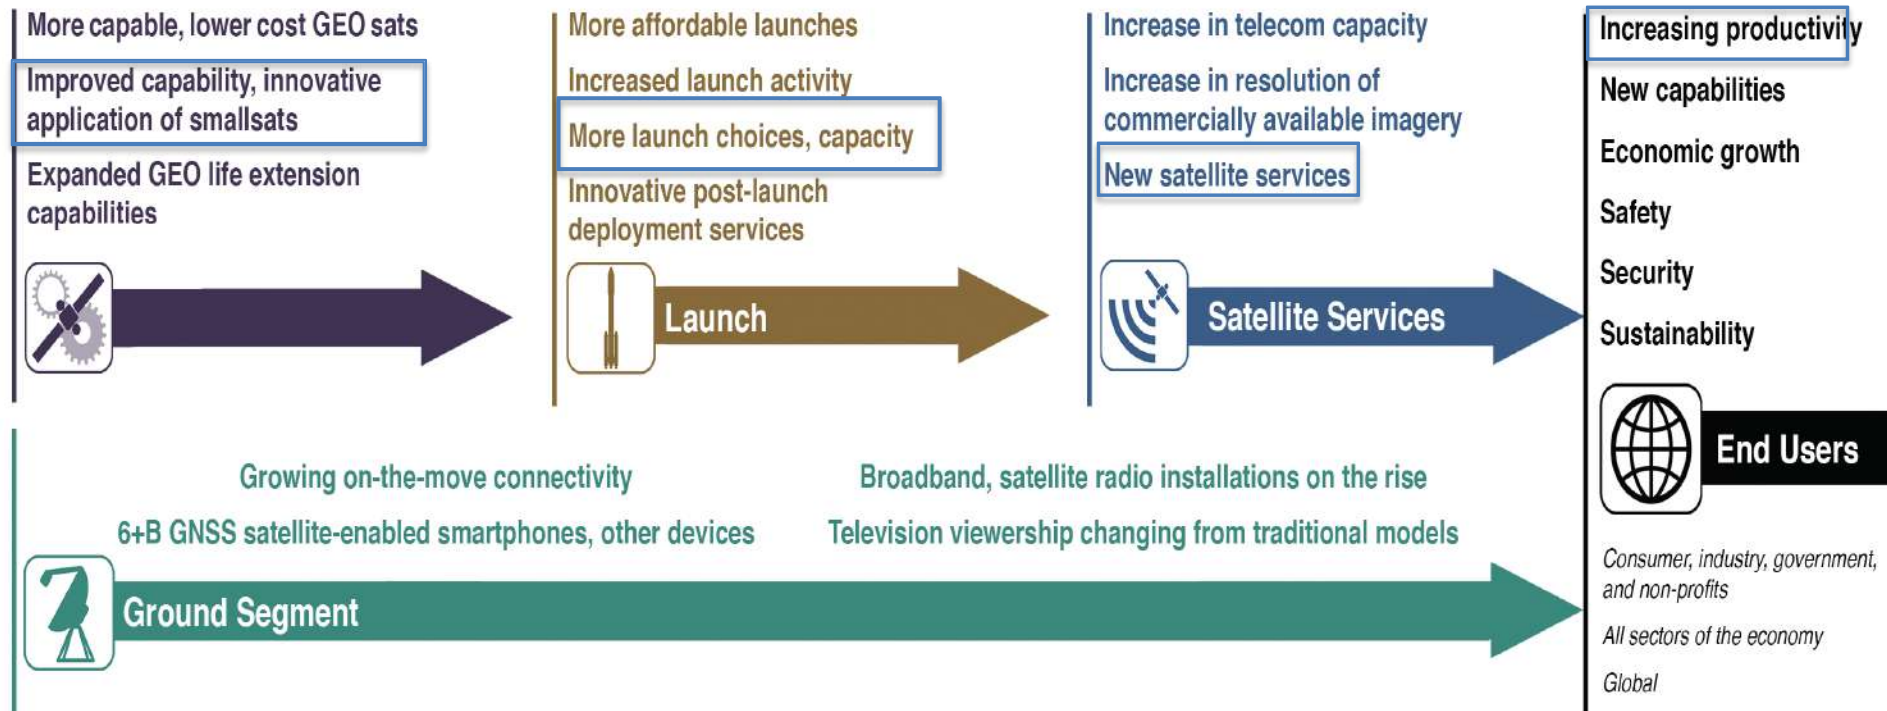 More capable, lower cost GEO sats
Improved capability, innovative
application of smallsats
Expanded GEO life extension
capabilities
More affordable launches
Increased launch activity
More launch choices, capacity
Innovative post-launch
deployment services
Launch
Increase in telecom capacity
Increase in resolution of
commercially available imagery
New satellite services
Satellite Services
Increasing productivity
New capabilities
Economic growth
Safety
Security
Sustainability
End Users
Consumer, industry, government,
and non-profits
All sectors of the economy
Global
Growing on-the-move connectivity
6+B GNSS satellite-enabled smartphones, other devices
Broadband, satellite radio installations on the rise
Television viewership changing from traditional models
Ground Segment